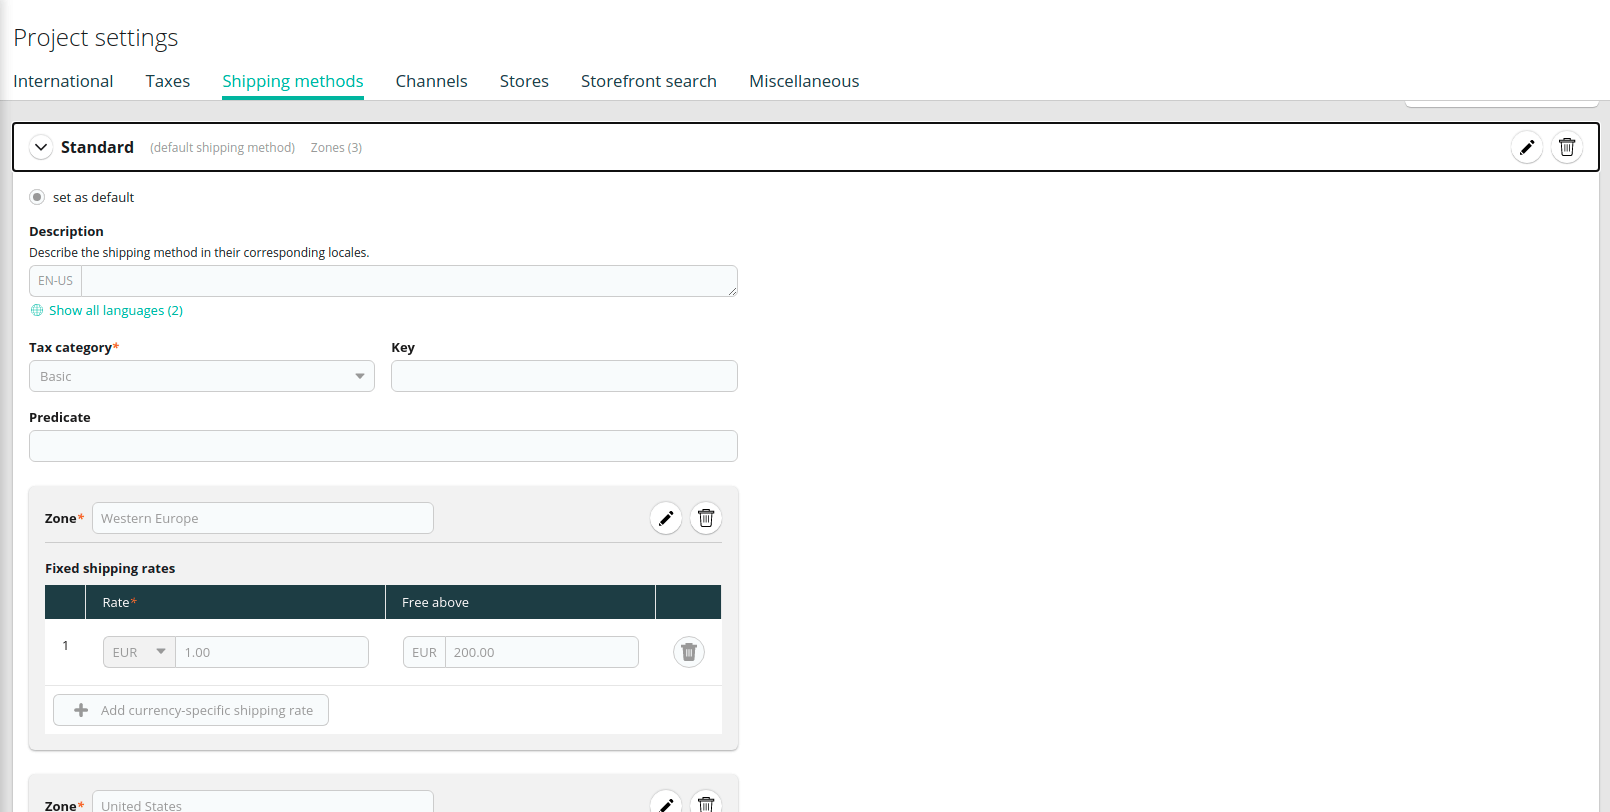 Project settings
International Taxes Shipping methods Channels Stores Storefront search Miscellaneous
Standard (default shipping method) Zones (3)
set as default
Description
Describe the shipping method in their corresponding locales.
EN-US
Show all languages (2)
Tax category* Key
Basic
Predicate
Zone* Western Europe
Fixed shipping rates
Rate* Free above
1 EUR 1.00 EUR 200.00
Add currency-specific shipping rate
Zone* United States